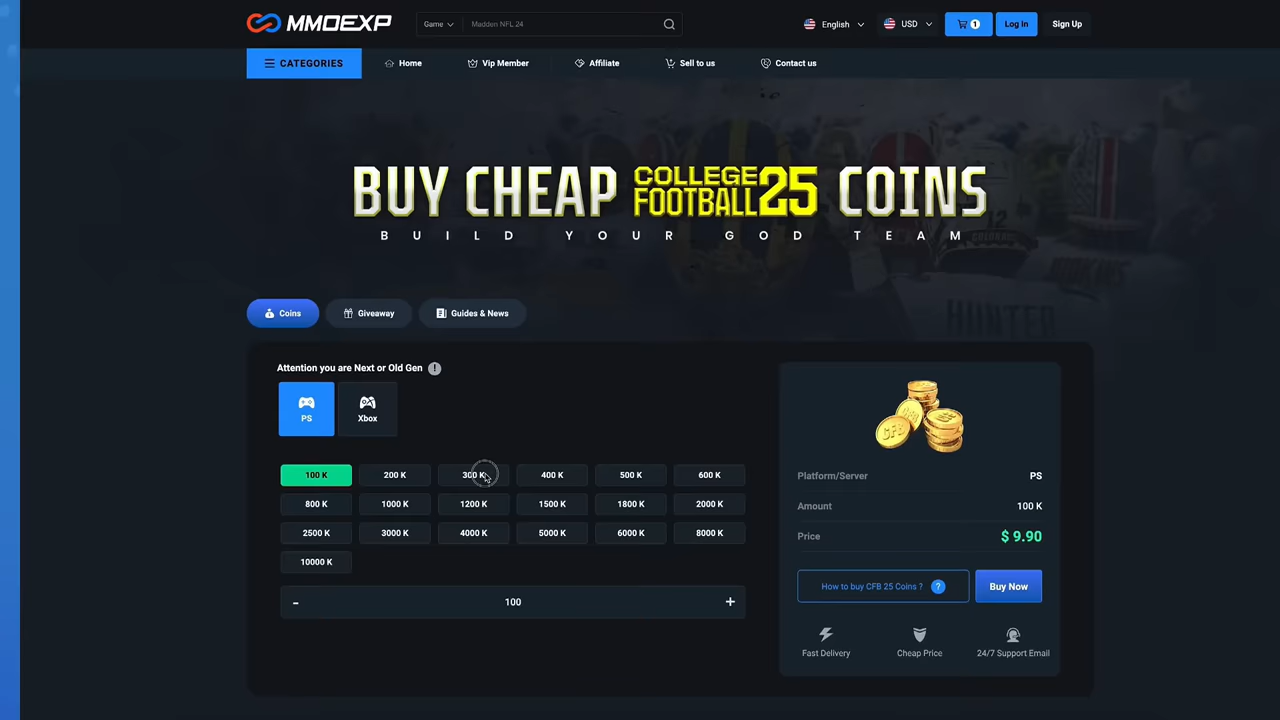 MMOEXP
Game
Madden NFL 24
English
USD
1
Log In
Sign Up
CATEGORIES
Home
Vip Member
Affiliate
Sell to us
Contact us
BUY CHEAP COLLEGE FOOTBALL 25 COINS
BUILD YOUR GOD TEAM
Coins
Giveaway
Guides & News
Attention you are Next or Old Gen !
PS
Xbox
100 K 200 K 300 K 400 K 500 K 600 K
800 K 1000 K 1200 K 1500 K 1800 K 2000 K
2500 K 3000 K 4000 K 5000 K 6000 K 8000 K
10000 K
- 100 +
CFB
Platform/Server PS
Amount 100 K
Price $ 9.90
How to buy CFB 25 Coins ? ?
Buy Now
Fast Delivery
Cheap Price
24/7 Support Email
HUNTER
12